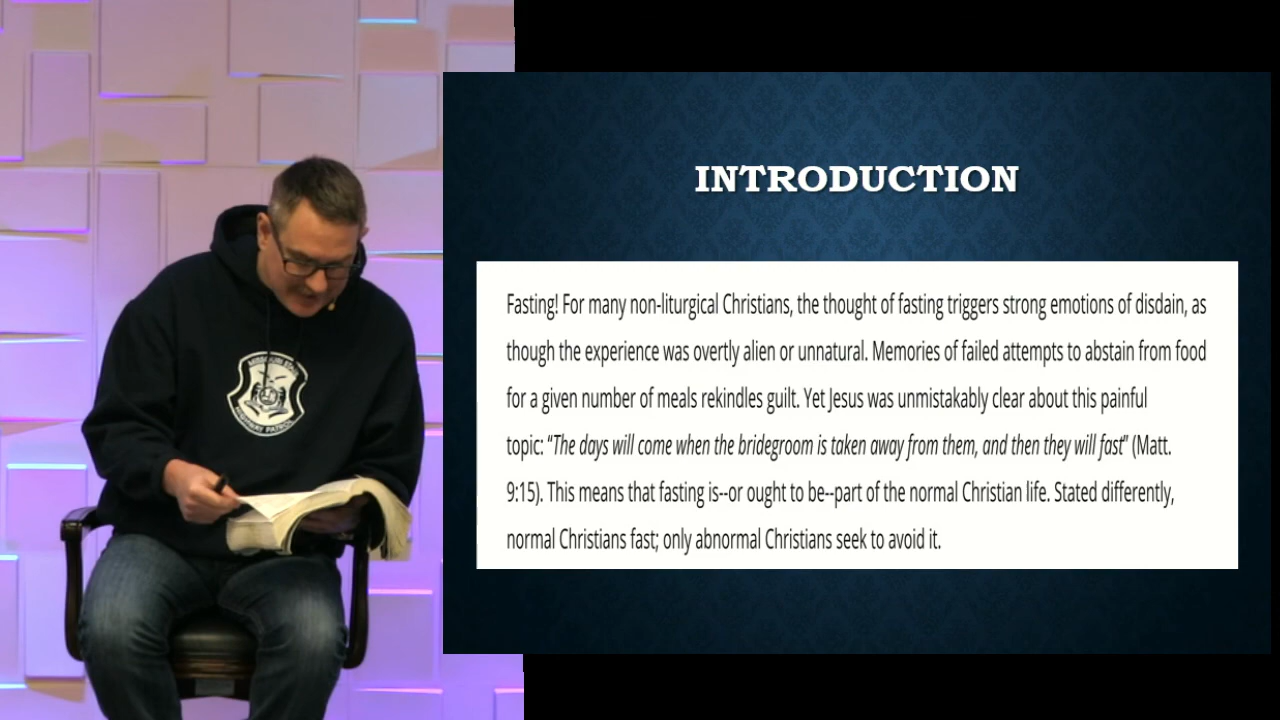 INTRODUCTION
Fasting! For many non-liturgical Christians, the thought of fasting triggers strong emotions of disdain, as
though the experience was overtly alien or unnatural. Memories of failed attempts to abstain from food
for a given number of meals rekindles guilt. Yet Jesus was unmistakably clear about this painful
topic: “The days will come when the bridegroom is taken away from them, and then they will fast” (Matt.
9:15). This means that fasting is--or ought to be--part of the normal Christian life. Stated differently,
normal Christians fast; only abnormal Christians seek to avoid it.
HIGHWAY PATROL